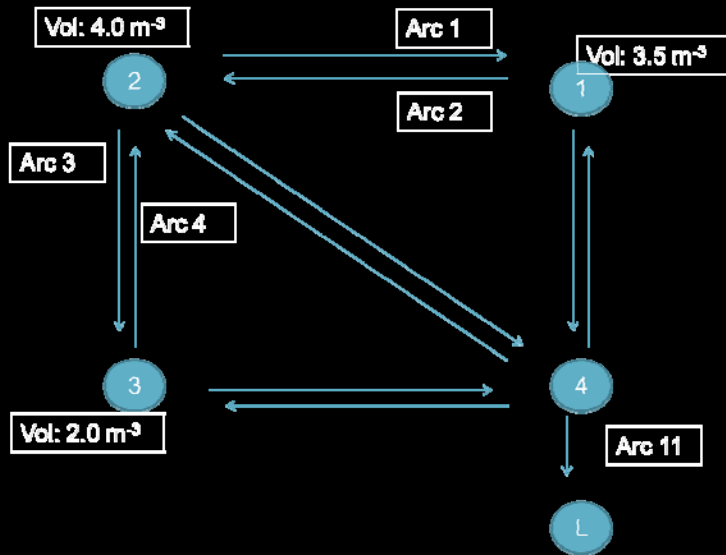 Vol: 4.0 m-3
Arc 1
Vol: 3.5 m-3
2
1
Arc 2
Arc 3
Arc 4
3
4
Vol: 2.0 m-3
Arc 11
L